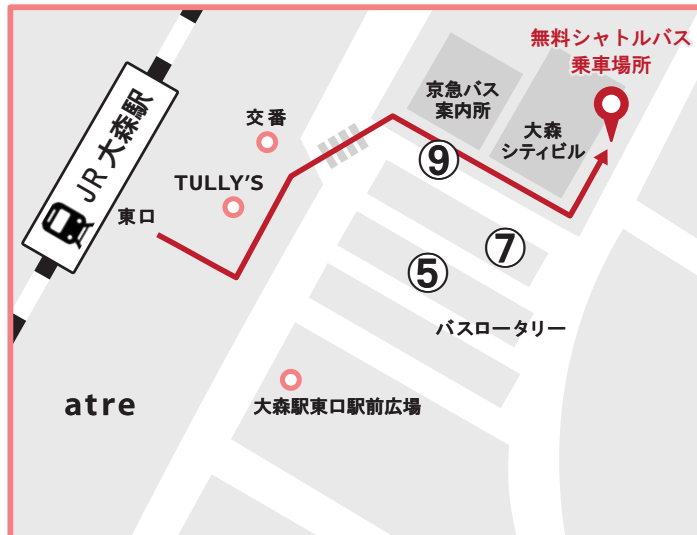 無料シャトルバス
乗車場所
京急バス
案内所
大森
シティビル
交番
TULLY'S
JR 大森駅
東口
⑨
⑦
⑤
バスロータリー
atre
大森駅東口駅前広場